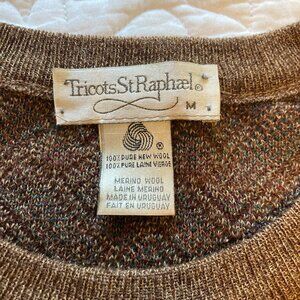 Tricots St Raphael®
M
®
100% PURE NEW WOOL
100% PURE LAINE VIERGE
MERINO WOOL
LAINE MERINO
MADE IN URUGUAY
FAIT EN URUGUAY